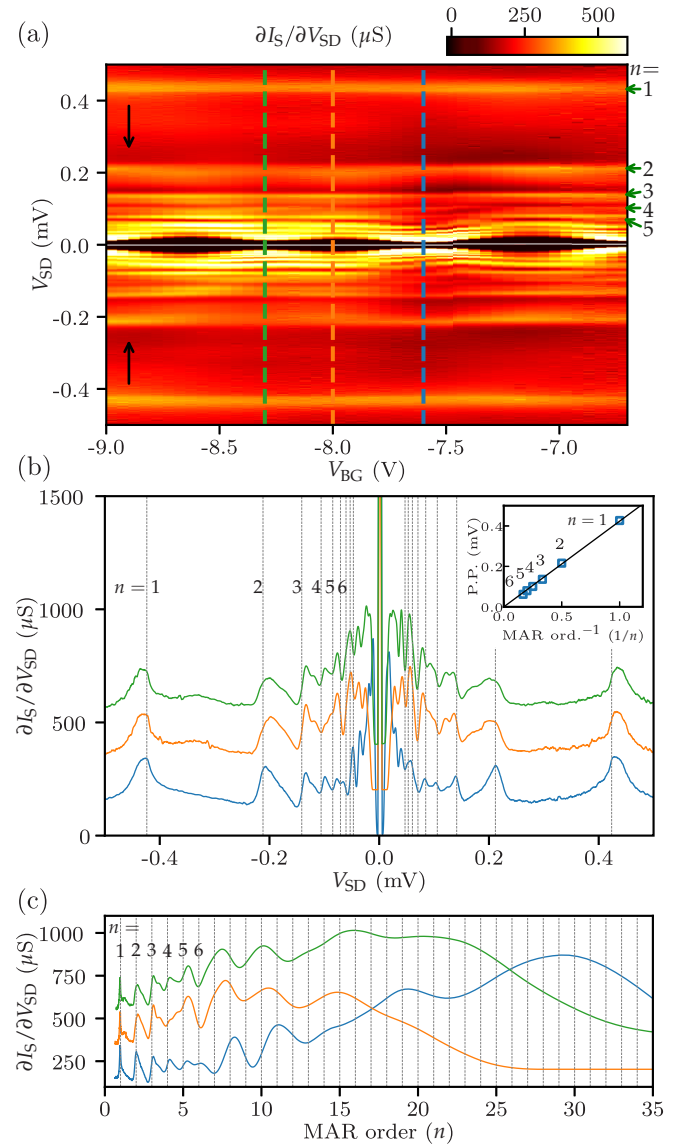 (a)
∂I_S/∂V_SD (μS)
0 250 500
n=
1
2
3
4
5
0.4
0.2
0.0
-0.2
-0.4
V_SD (mV)
-9.0 -8.5 -8.0 -7.5 -7.0
V_BG (V)
(b)
1500
1000
500
0
∂I_S/∂V_SD (μS)
n = 1 2 3 4 5 6
-0.4 -0.2 0.0 0.2 0.4
V_SD (mV)
0.4
0.2
0.0
P.P. (mV)
n = 1
2
3
4
5
6
0.0 0.5 1.0
MAR ord.⁻¹ (1/n)
(c)
1000
750
500
250
∂I_S/∂V_SD (μS)
n =
1 2 3 4 5 6
0 5 10 15 20 25 30 35
MAR order (n)